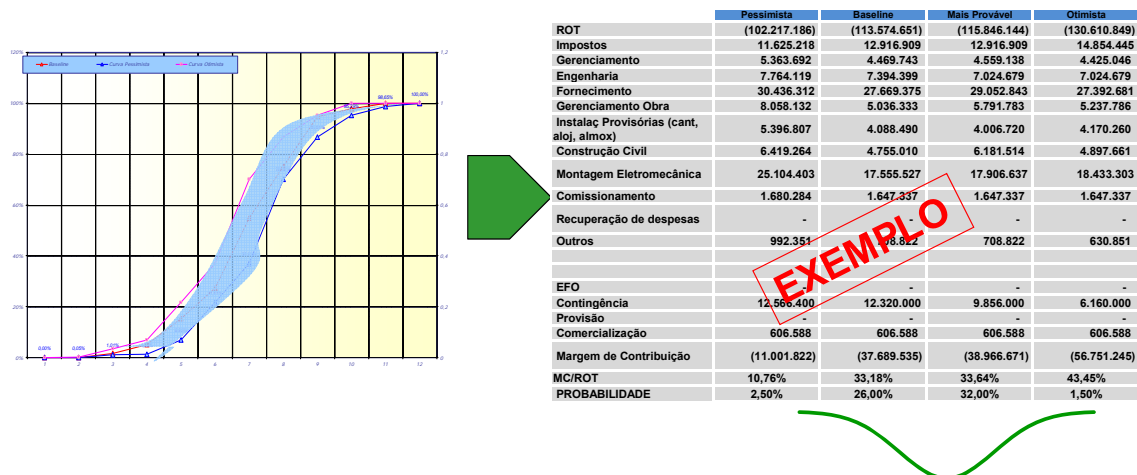 120%
100%
80%
60%
40%
20%
0%
1,2
1
0,8
0,6
0,4
0,2
0
Baseline Curva Pessimista Curva Otimista
0,00% 0,05% 98,65% 100,00%
1 2 3 4 5 6 7 8 9 10 11 12
Pessimista Baseline Mais Provável Otimista
ROT (102.217.186) (113.574.651) (115.846.144) (130.610.849)
Impostos 11.625.218 12.916.909 12.916.909 14.854.445
Gerenciamento 5.363.692 4.469.743 4.559.138 4.425.046
Engenharia 7.764.119 7.394.399 7.024.679 7.024.679
Fornecimento 30.436.312 27.669.375 29.052.843 27.392.681
Gerenciamento Obra 8.058.132 5.036.333 5.791.783 5.237.786
Instalaç Provisórias (cant,
aloj, almox) 5.396.807 4.088.490 4.006.720 4.170.260
Construção Civil 6.419.264 4.755.010 6.181.514 4.897.661
Montagem Eletromecânica 25.104.403 17.555.527 17.906.637 18.433.303
Comissionamento 1.680.284 1.647.337 1.647.337 1.647.337
Recuperação de despesas - - - -
Outros 992.351 708.822 708.822 630.851
EFO - - - -
Contingência 12.566.400 12.320.000 9.856.000 6.160.000
Provisão - - - -
Comercialização 606.588 606.588 606.588 606.588
Margem de Contribuição (11.001.822) (37.689.535) (38.966.671) (56.751.245)
MC/ROT 10,76% 33,18% 33,64% 43,45%
PROBABILIDADE 2,50% 26,00% 32,00% 1,50%
EXEMPLO